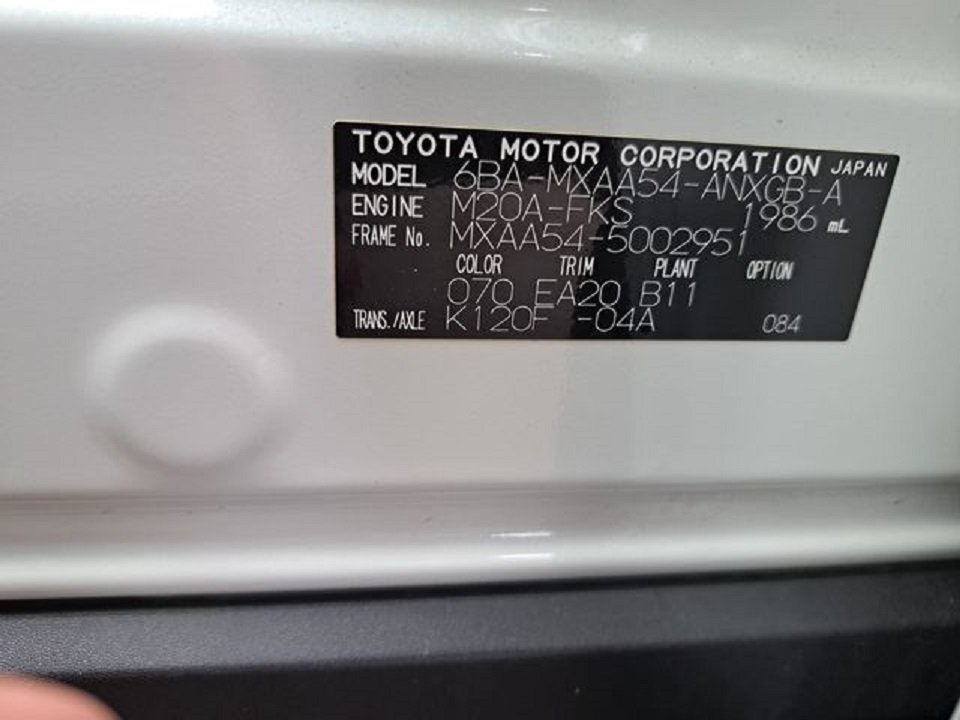 TOYOTA MOTOR CORPORATION JAPAN
MODEL 6BA-MXAA54-ANXGB-A
ENGINE M20A-FKS 1986 mL
FRAME No. MXAA54-5002951
COLOR TRIM PLANT OPTION
070 EA20 B11
TRANS./AXLE K120F -04A 084